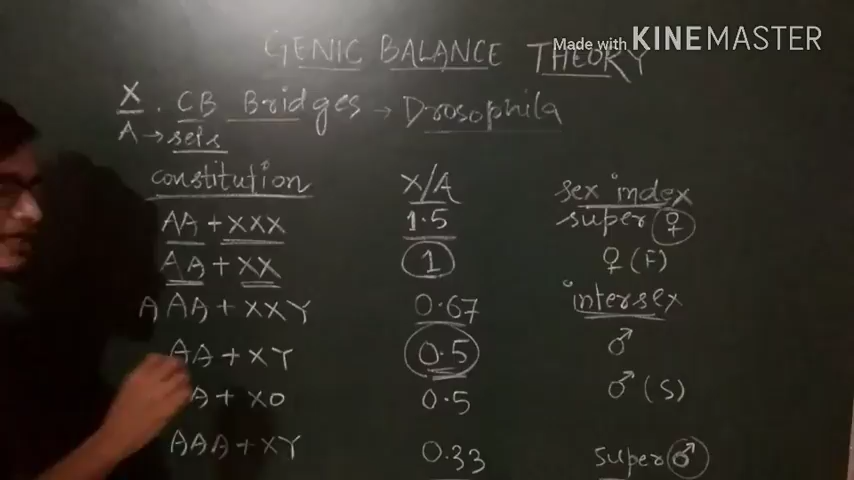 GENIC BALANCE THEORY
Made with KINEMASTER
X . CB Bridges → Drosophila
A → sets
constitution X/A sex index
AA + XXX 1.5 super ♀
AA + XX 1 ♀ (F)
AAA + XXY 0.67 intersex
AA + XY 0.5 ♂
A + XO 0.5 ♂ (S)
AAA + XY 0.33 super ♂